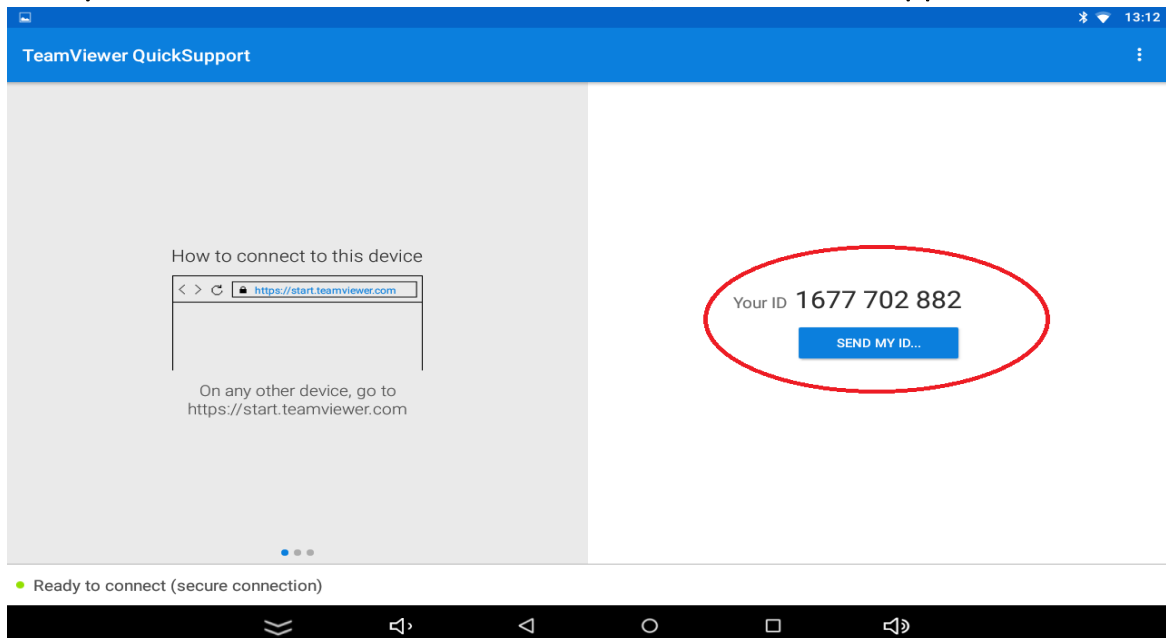 13:12
TeamViewer QuickSupport
How to connect to this device
https://start.teamviewer.com
On any other device, go to
https://start.teamviewer.com
Your ID 1677 702 882
SEND MY ID...
Ready to connect (secure connection)